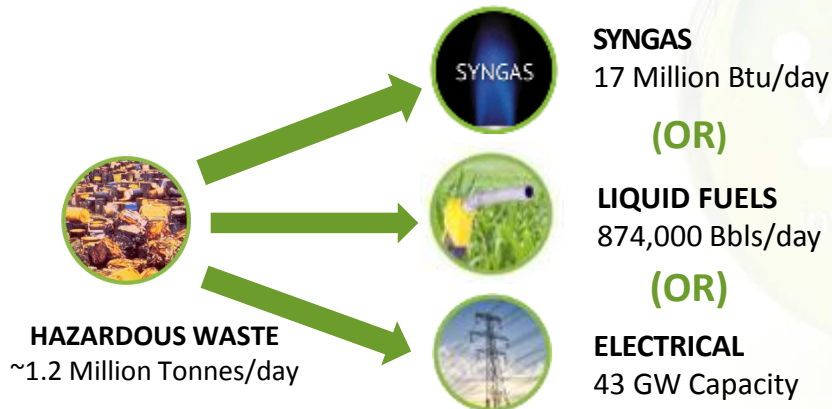 SYNGAS
SYNGAS
17 Million Btu/day
(OR)
LIQUID FUELS
874,000 Bbls/day
(OR)
HAZARDOUS WASTE
~1.2 Million Tonnes/day
ELECTRICAL
43 GW Capacity